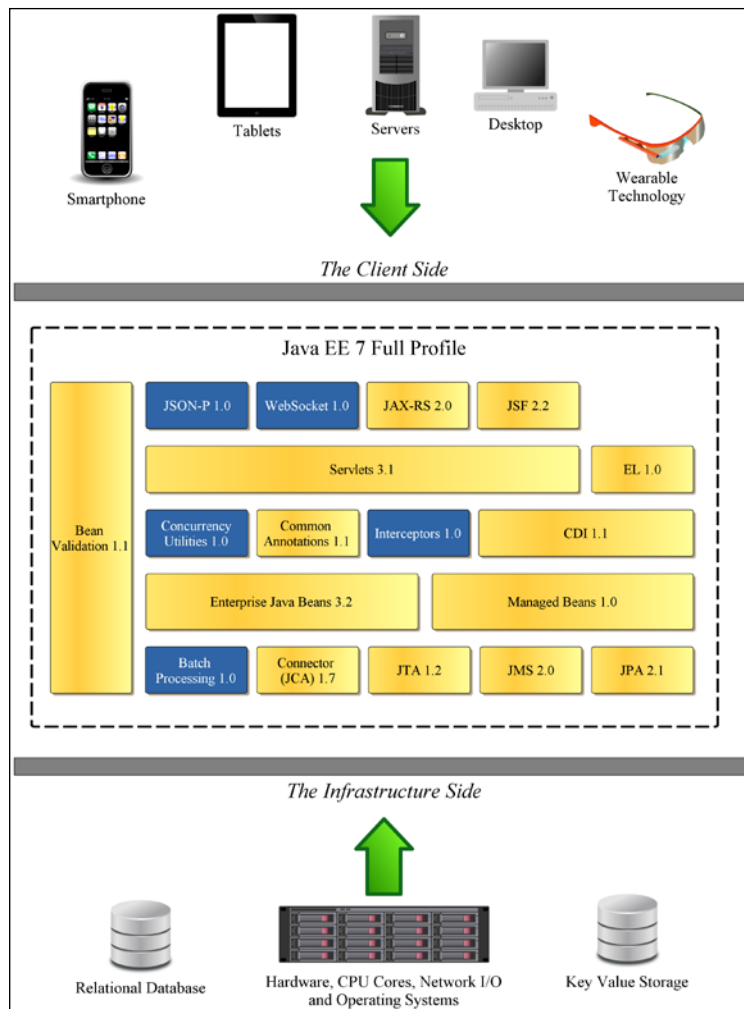 Smartphone
Tablets
Servers
Desktop
Wearable
Technology
The Client Side
Java EE 7 Full Profile
Bean
Validation 1.1
JSON-P 1.0
WebSocket 1.0
JAX-RS 2.0
JSF 2.2
Servlets 3.1
EL 1.0
Concurrency
Utilities 1.0
Common
Annotations 1.1
Interceptors 1.0
CDI 1.1
Enterprise Java Beans 3.2
Managed Beans 1.0
Batch
Processing 1.0
Connector
(JCA) 1.7
JTA 1.2
JMS 2.0
JPA 2.1
The Infrastructure Side
Relational Database
Hardware, CPU Cores, Network I/O
and Operating Systems
Key Value Storage